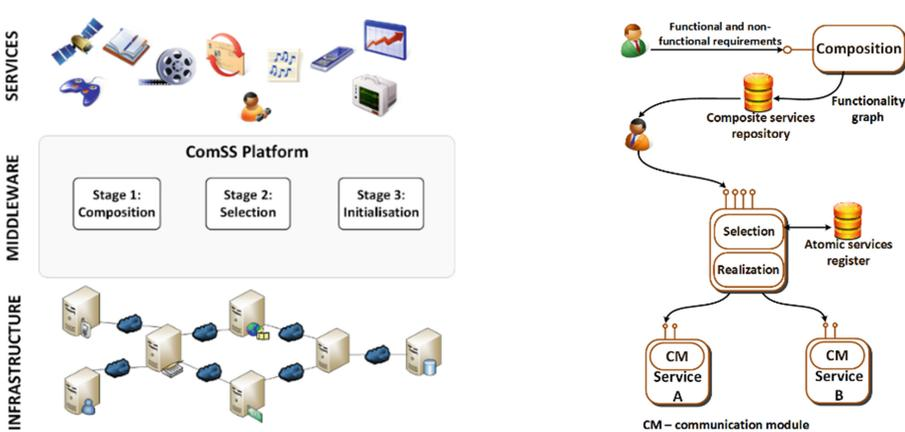 SERVICES
MIDDLEWARE
INFRASTRUCTURE
ComSS Platform
Stage 1:
Composition
Stage 2:
Selection
Stage 3:
Initialisation
Functional and non-
functional requirements
Composition
Functionality
graph
Composite services
repository
Selection
Realization
Atomic services
register
CM
Service
A
CM
Service
B
CM – communication module